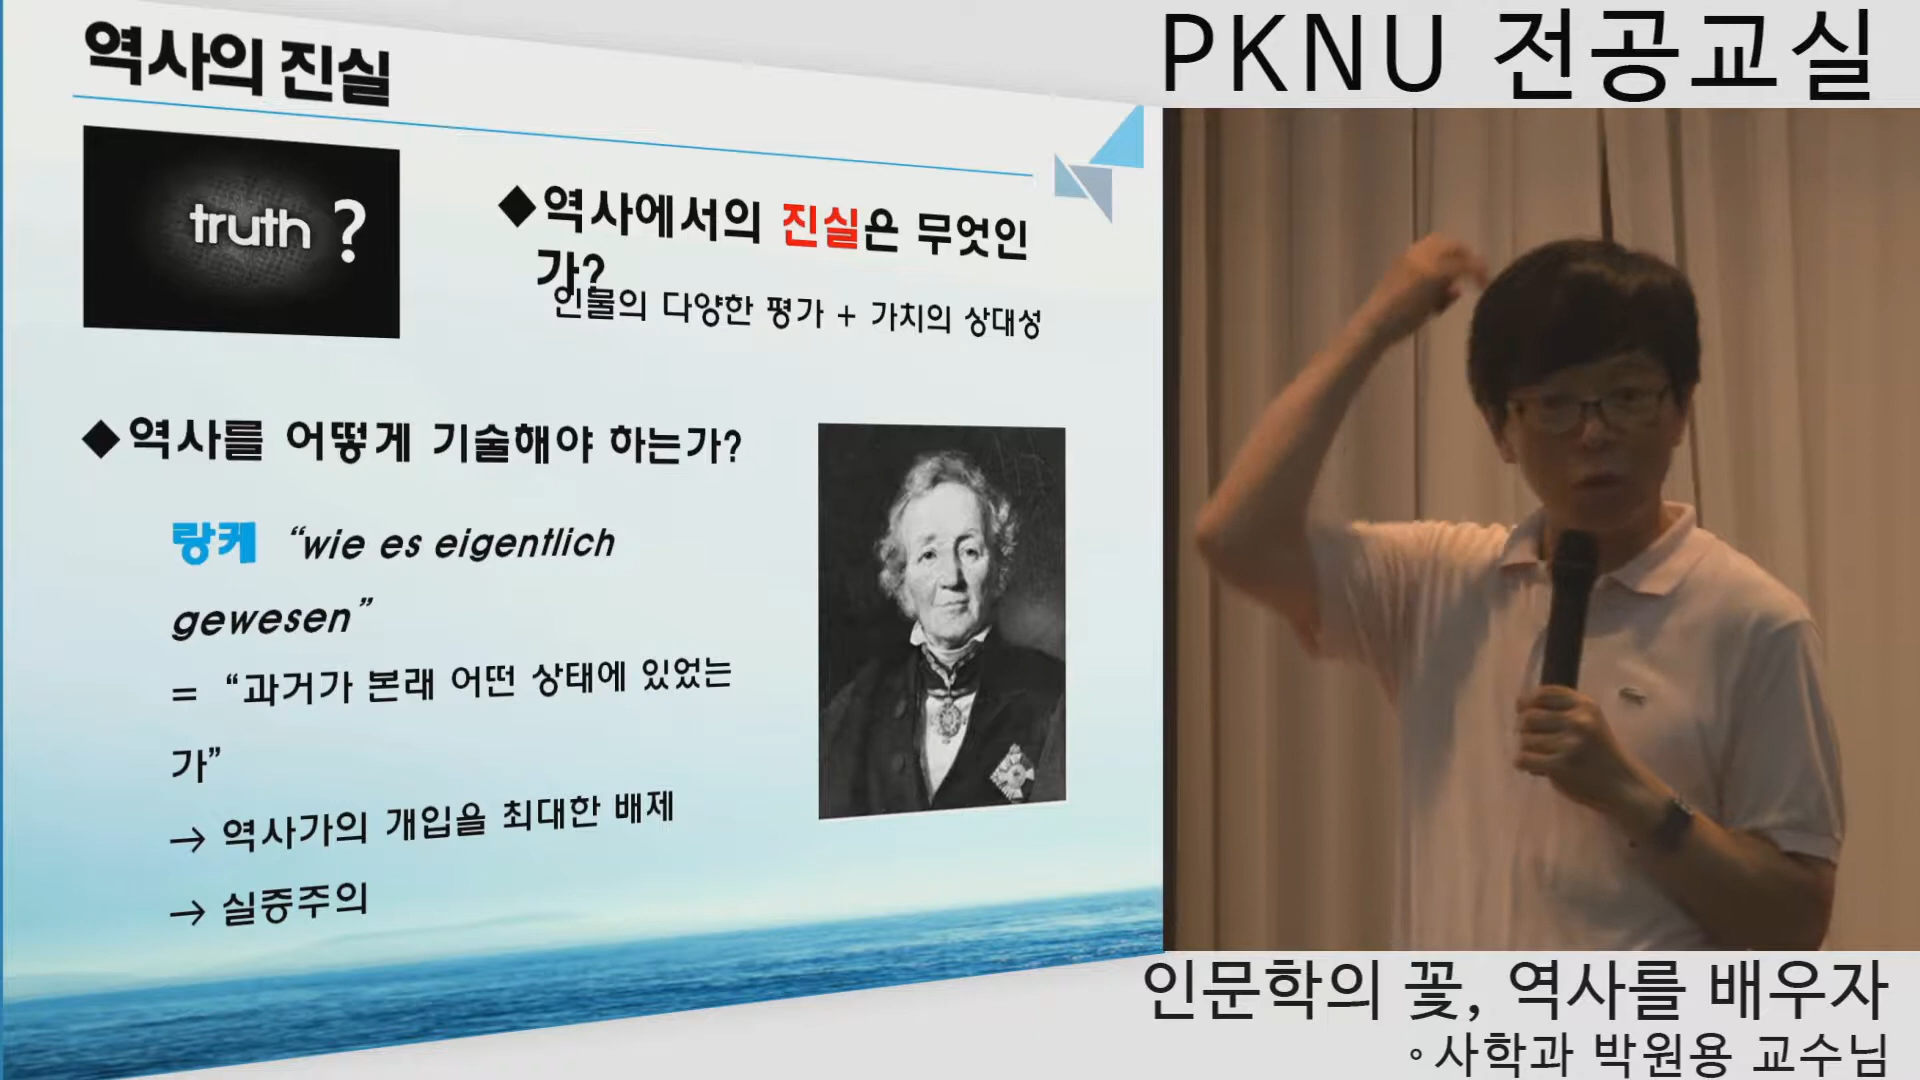 역사의 진실
truth ?
◆역사에서의 진실은 무엇인
가?
인물의 다양한 평가 + 가치의 상대성
◆역사를 어떻게 기술해야 하는가?
랑케 “wie es eigentlich
gewesen”
= “과거가 본래 어떤 상태에 있었는
가”
→ 역사가의 개입을 최대한 배제
→ 실증주의
PKNU 전공교실
인문학의 꽃, 역사를 배우자
◦사학과 박원용 교수님